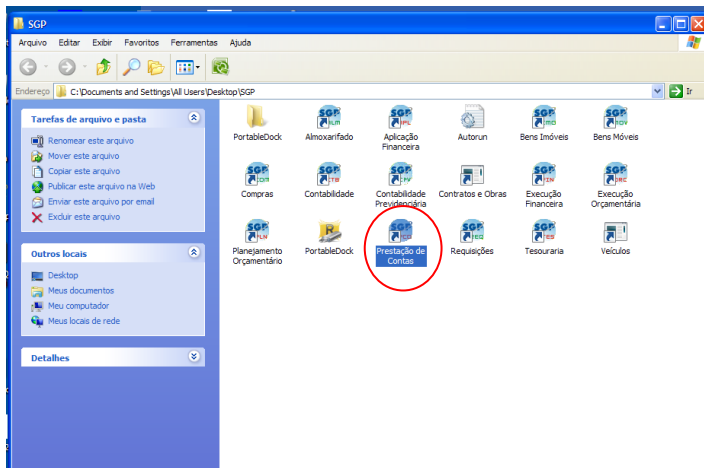 SGP
Arquivo Editar Exibir Favoritos Ferramentas Ajuda
Endereço C:\Documents and Settings\All Users\Desktop\SGP Ir
Tarefas de arquivo e pasta
Renomear este arquivo
Mover este arquivo
Copiar este arquivo
Publicar este arquivo na Web
Enviar este arquivo por email
Excluir este arquivo
Outros locais
Desktop
Meus documentos
Meu computador
Meus locais de rede
Detalhes
PortableDock Almoxarifado Aplicação Financeira Autorun Bens Imóveis Bens Móveis
Compras Contabilidade Contabilidade Previdenciária Contratos e Obras Execução Financeira Execução Orçamentária
Planejamento Orçamentário PortableDock Prestação de Contas Requisições Tesouraria Veículos